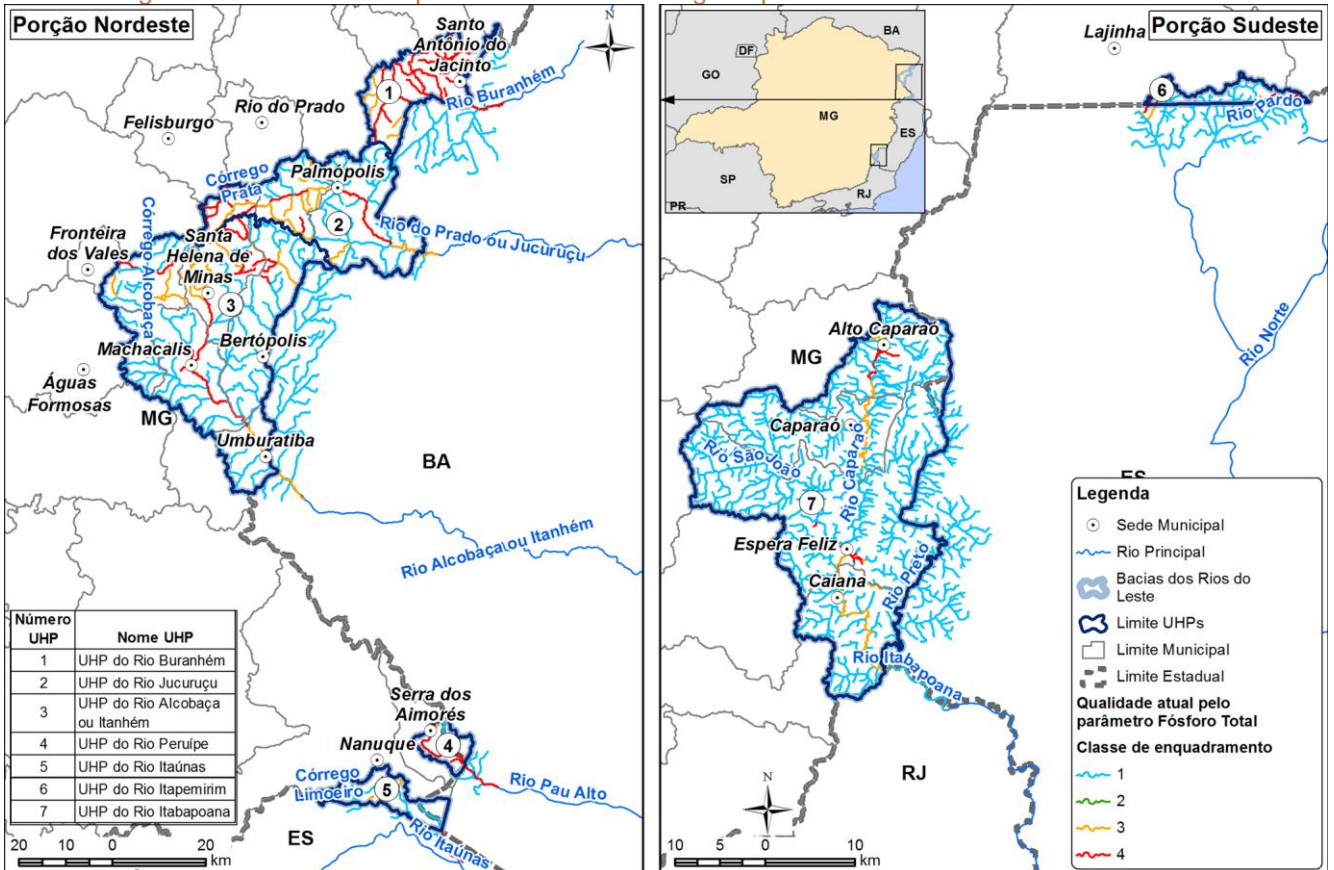 Porção Nordeste
N
Santo
Antônio do
Jacinto
1
Rio Buranhém
Rio do Prado
Felisburgo
Córrego
Prata
Palmópolis
2
Rio do Prado ou Jucuruçu
Fronteira
dos Vales
Córrego Alcobaça
Santa
Helena de
Minas
3
Machacalis
Bertópolis
Águas
Formosas
MG
Umburatiba
BA
Rio Alcobaça ou Itanhém
Número UHP	Nome UHP
1	UHP do Rio Buranhém
2	UHP do Rio Jucuruçu
3	UHP do Rio Alcobaça ou Itanhém
4	UHP do Rio Peruípe
5	UHP do Rio Itaúnas
6	UHP do Rio Itapemirim
7	UHP do Rio Itabapoana
Serra dos
Aimorés
4
Nanuque
Córrego
Limoeiro
5
Rio Pau Alto
ES
Rio Itaúnas
20 0 20
km
Porção Sudeste
Lajinha
6
Rio Pardo
BA
DF
GO
MG
ES
SP
RJ
PR
Rio Norte
Alto Caparaó
MG
Caparaó
Rio São João
Rio Caparaó
7
Espera Feliz
Caiana
Rio Preto
Rio Itabapoana
RJ
N
10 5 0 10
km
ES
Legenda
Sede Municipal
Rio Principal
Bacias dos Rios do
Leste
Limite UHPs
Limite Municipal
Limite Estadual
Qualidade atual pelo
parâmetro Fósforo Total
Classe de enquadramento
1
2
3
4